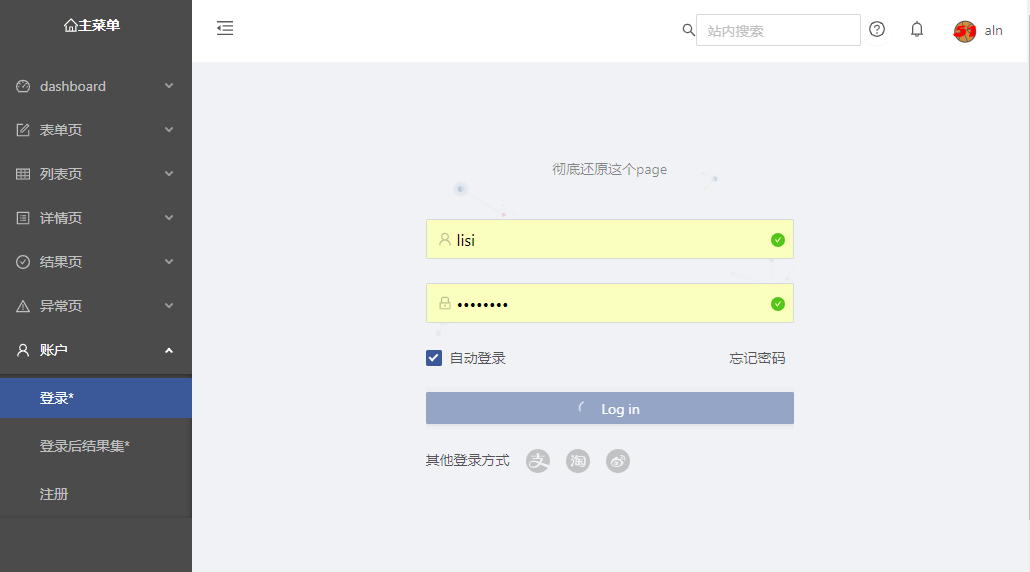 主菜单
站内搜索
aln
dashboard
表单页
列表页
详情页
结果页
异常页
账户
登录*
登录后结果集*
注册
彻底还原这个page
lisi
••••••••
自动登录
忘记密码
Log in
其他登录方式 支 淘